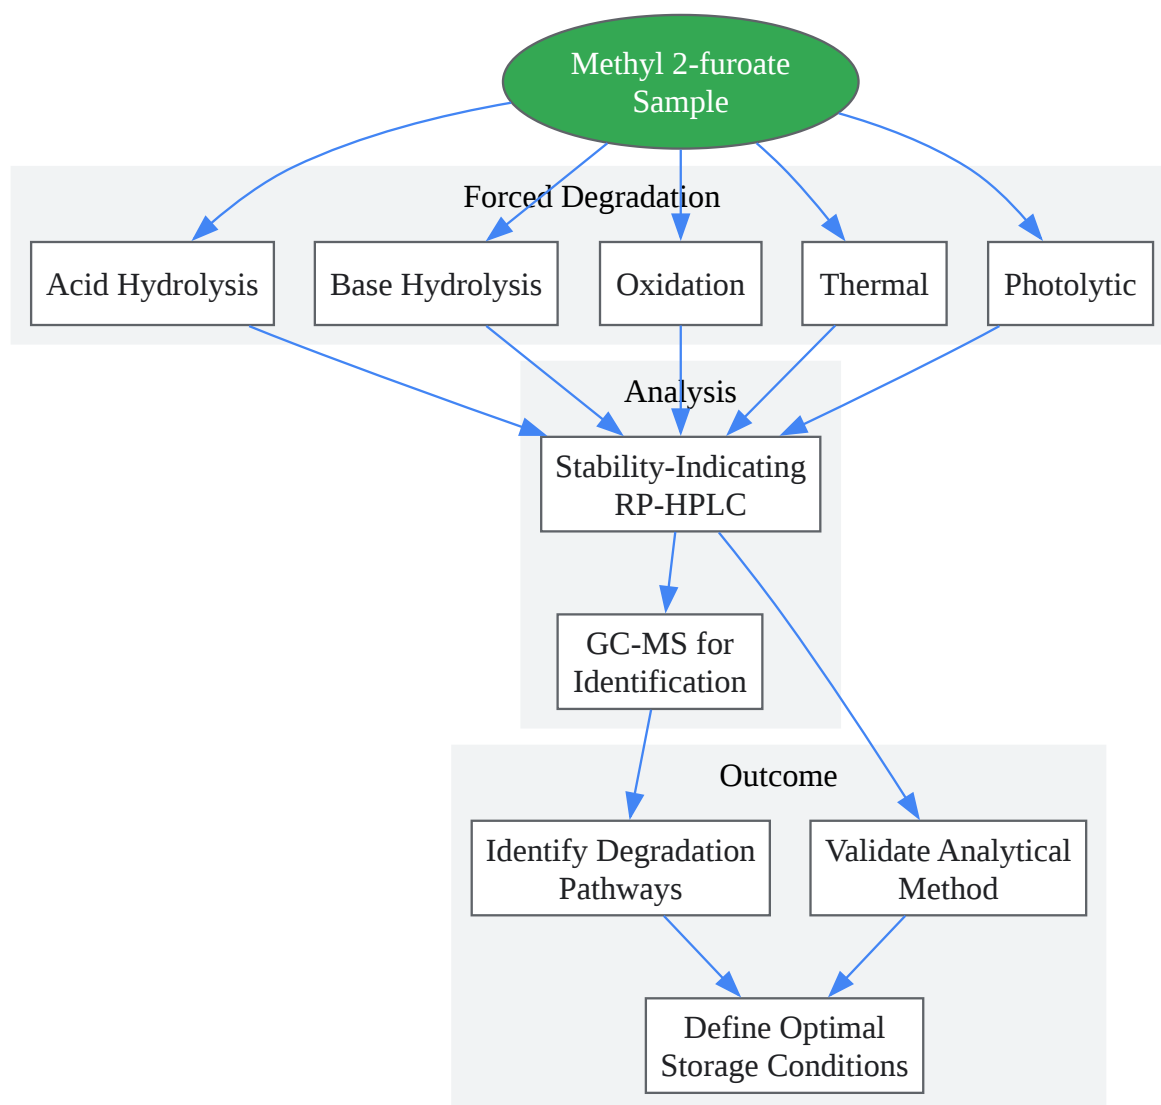 Methyl 2-furoate
Sample
Forced Degradation
Acid Hydrolysis
Base Hydrolysis
Oxidation
Thermal
Photolytic
Analysis
Stability-Indicating
RP-HPLC
GC-MS for
Identification
Outcome
Identify Degradation
Pathways
Validate Analytical
Method
Define Optimal
Storage Conditions